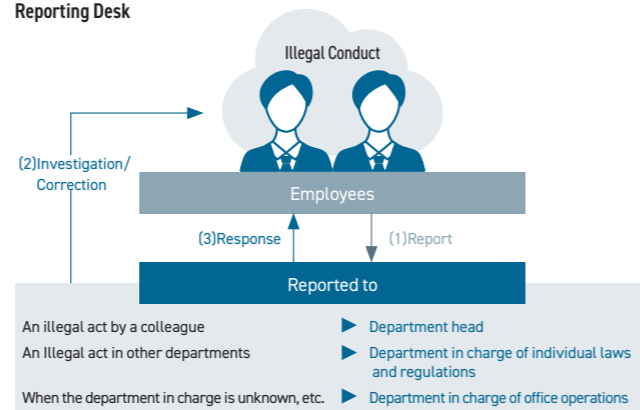 Reporting Desk
Illegal Conduct
(2)Investigation/
Correction
Employees
(3)Response
(1)Report
Reported to
An illegal act by a colleague ▶ Department head
An Illegal act in other departments ▶ Department in charge of individual laws
and regulations
When the department in charge is unknown, etc. ▶ Department in charge of office operations